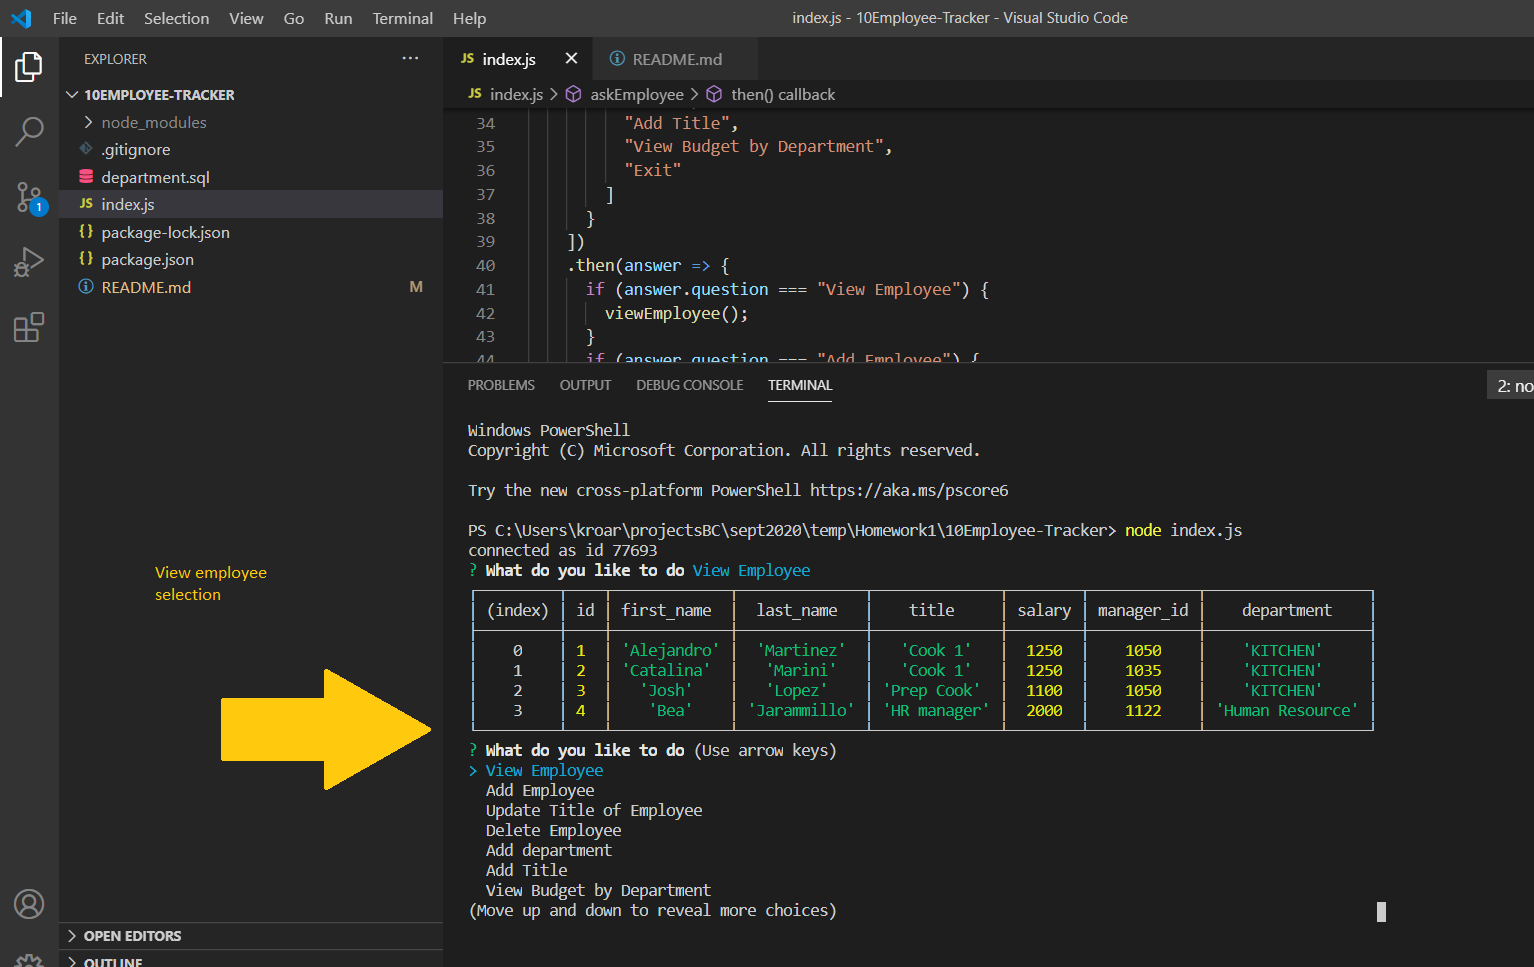 File Edit Selection View Go Run Terminal Help
index.js - 10Employee-Tracker - Visual Studio Code
EXPLORER ···
10EMPLOYEE-TRACKER
node_modules
.gitignore
department.sql
JS index.js
{} package-lock.json
{} package.json
README.md M
1
View employee
selection
OPEN EDITORS
OUTLINE
JS index.js
README.md
JS index.js > askEmployee > then() callback
34 "Add Title",
35 "View Budget by Department",
36 "Exit"
37 ]
38 }
39 ])
40 .then(answer => {
41 if (answer.question === "View Employee") {
42 viewEmployee();
43 }
44 if (answer.question === "Add Employee") {
PROBLEMS OUTPUT DEBUG CONSOLE TERMINAL
2: no
Windows PowerShell
Copyright (C) Microsoft Corporation. All rights reserved.
Try the new cross-platform PowerShell https://aka.ms/pscore6
PS C:\Users\kroar\projectsBC\sept2020\temp\Homework1\10Employee-Tracker> node index.js
connected as id 77693
? What do you like to do View Employee
(index) id first_name last_name title salary manager_id department
0 1 'Alejandro' 'Martinez' 'Cook 1' 1250 1050 'KITCHEN'
1 2 'Catalina' 'Marini' 'Cook 1' 1250 1035 'KITCHEN'
2 3 'Josh' 'Lopez' 'Prep Cook' 1100 1050 'KITCHEN'
3 4 'Bea' 'Jarammillo' 'HR manager' 2000 1122 'Human Resource'
? What do you like to do (Use arrow keys)
> View Employee
Add Employee
Update Title of Employee
Delete Employee
Add department
Add Title
View Budget by Department
(Move up and down to reveal more choices)